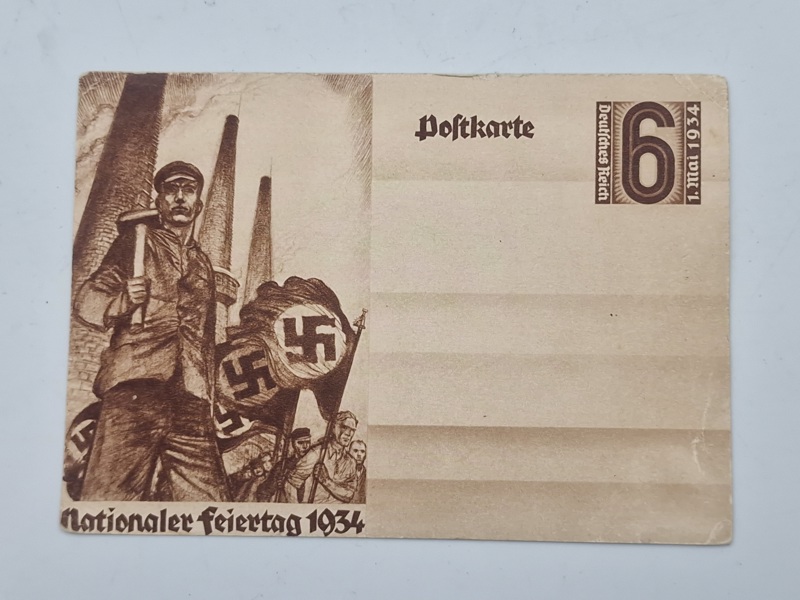 Postkarte
Deutsches Reich
6
1. Mai 1934
Nationaler Feiertag 1934